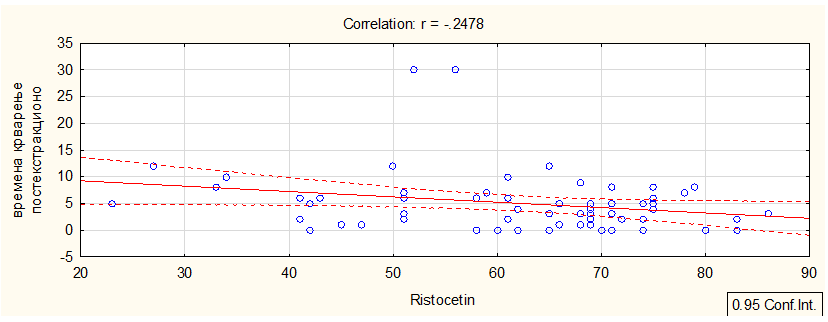 Correlation: r = -.2478
времена крварење
постекстракционо
35
30
25
20
15
10
5
0
-5
20 30 40 50 60 70 80 90
Ristocetin
0.95 Conf.Int.